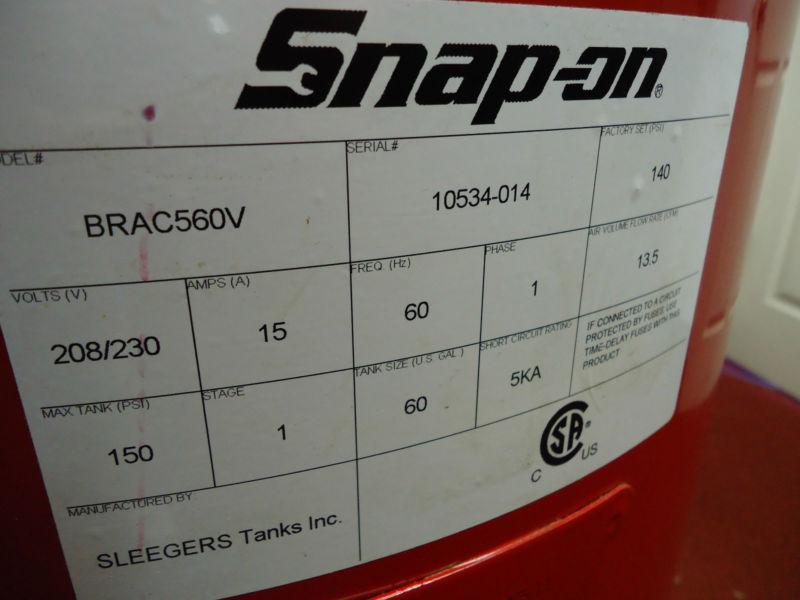 Snap-on®
DEL#
BRAC560V
SERIAL#
10534-014
FACTORY SET (PSI)
140
VOLTS (V)
208/230
AMPS (A)
15
FREQ. (Hz)
60
PHASE
1
AIR VOLUME FLOW RATE (CFM)
13.5
MAX TANK (PSI)
150
STAGE
1
TANK SIZE (U.S. GAL.)
60
SHORT CIRCUIT RATING
5KA
IF CONNECTED TO A CIRCUIT
PROTECTED BY FUSES, USE
TIME-DELAY FUSES WITH THIS
PRODUCT
MANUFACTURED BY
SLEEGERS Tanks Inc.
CSA®
C US